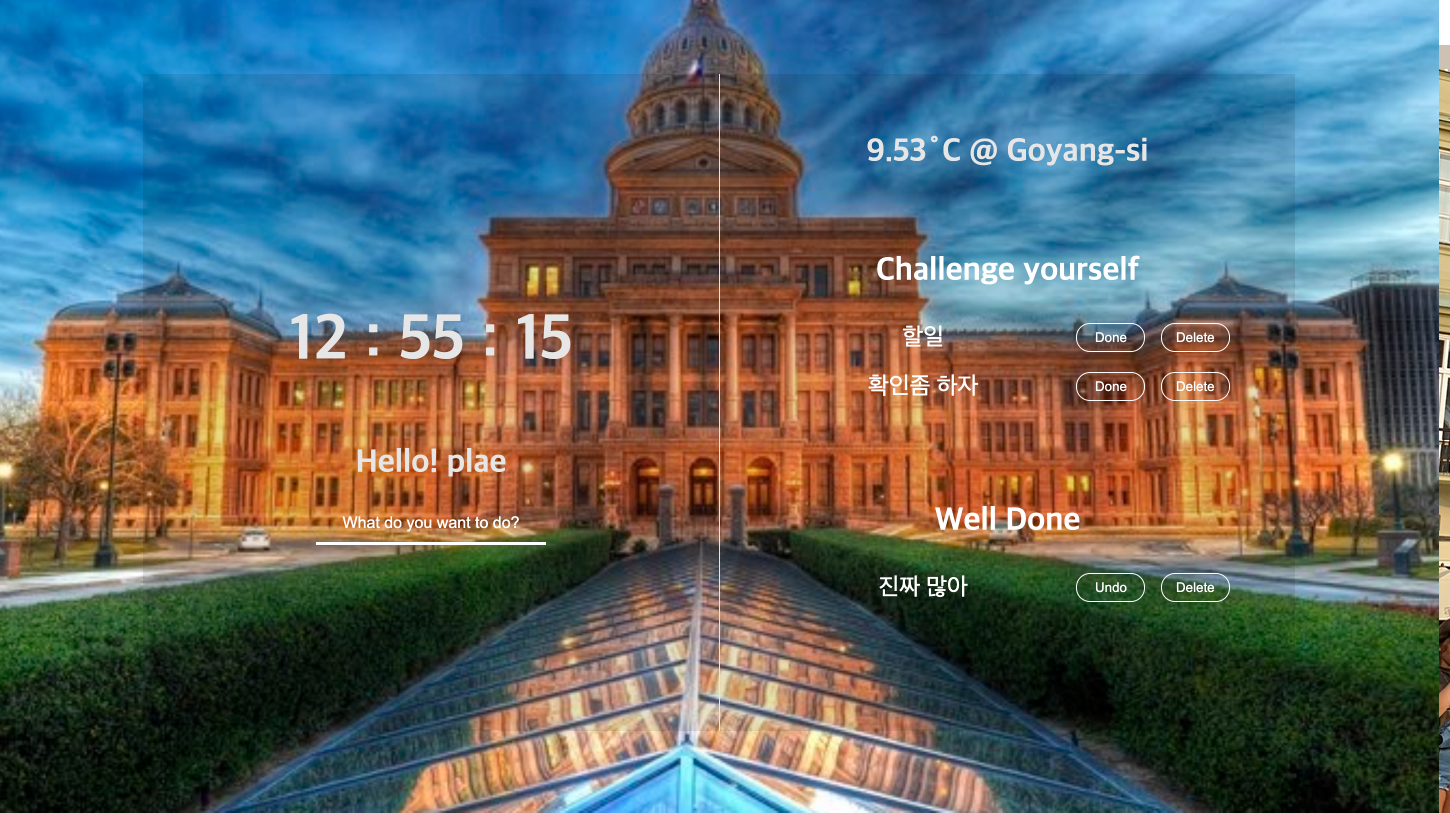 12 : 55 : 15
Hello! plae
What do you want to do?
9.53˚C @ Goyang-si
Challenge yourself
할일 Done Delete
확인좀 하자 Done Delete
Well Done
진짜 많아 Undo Delete